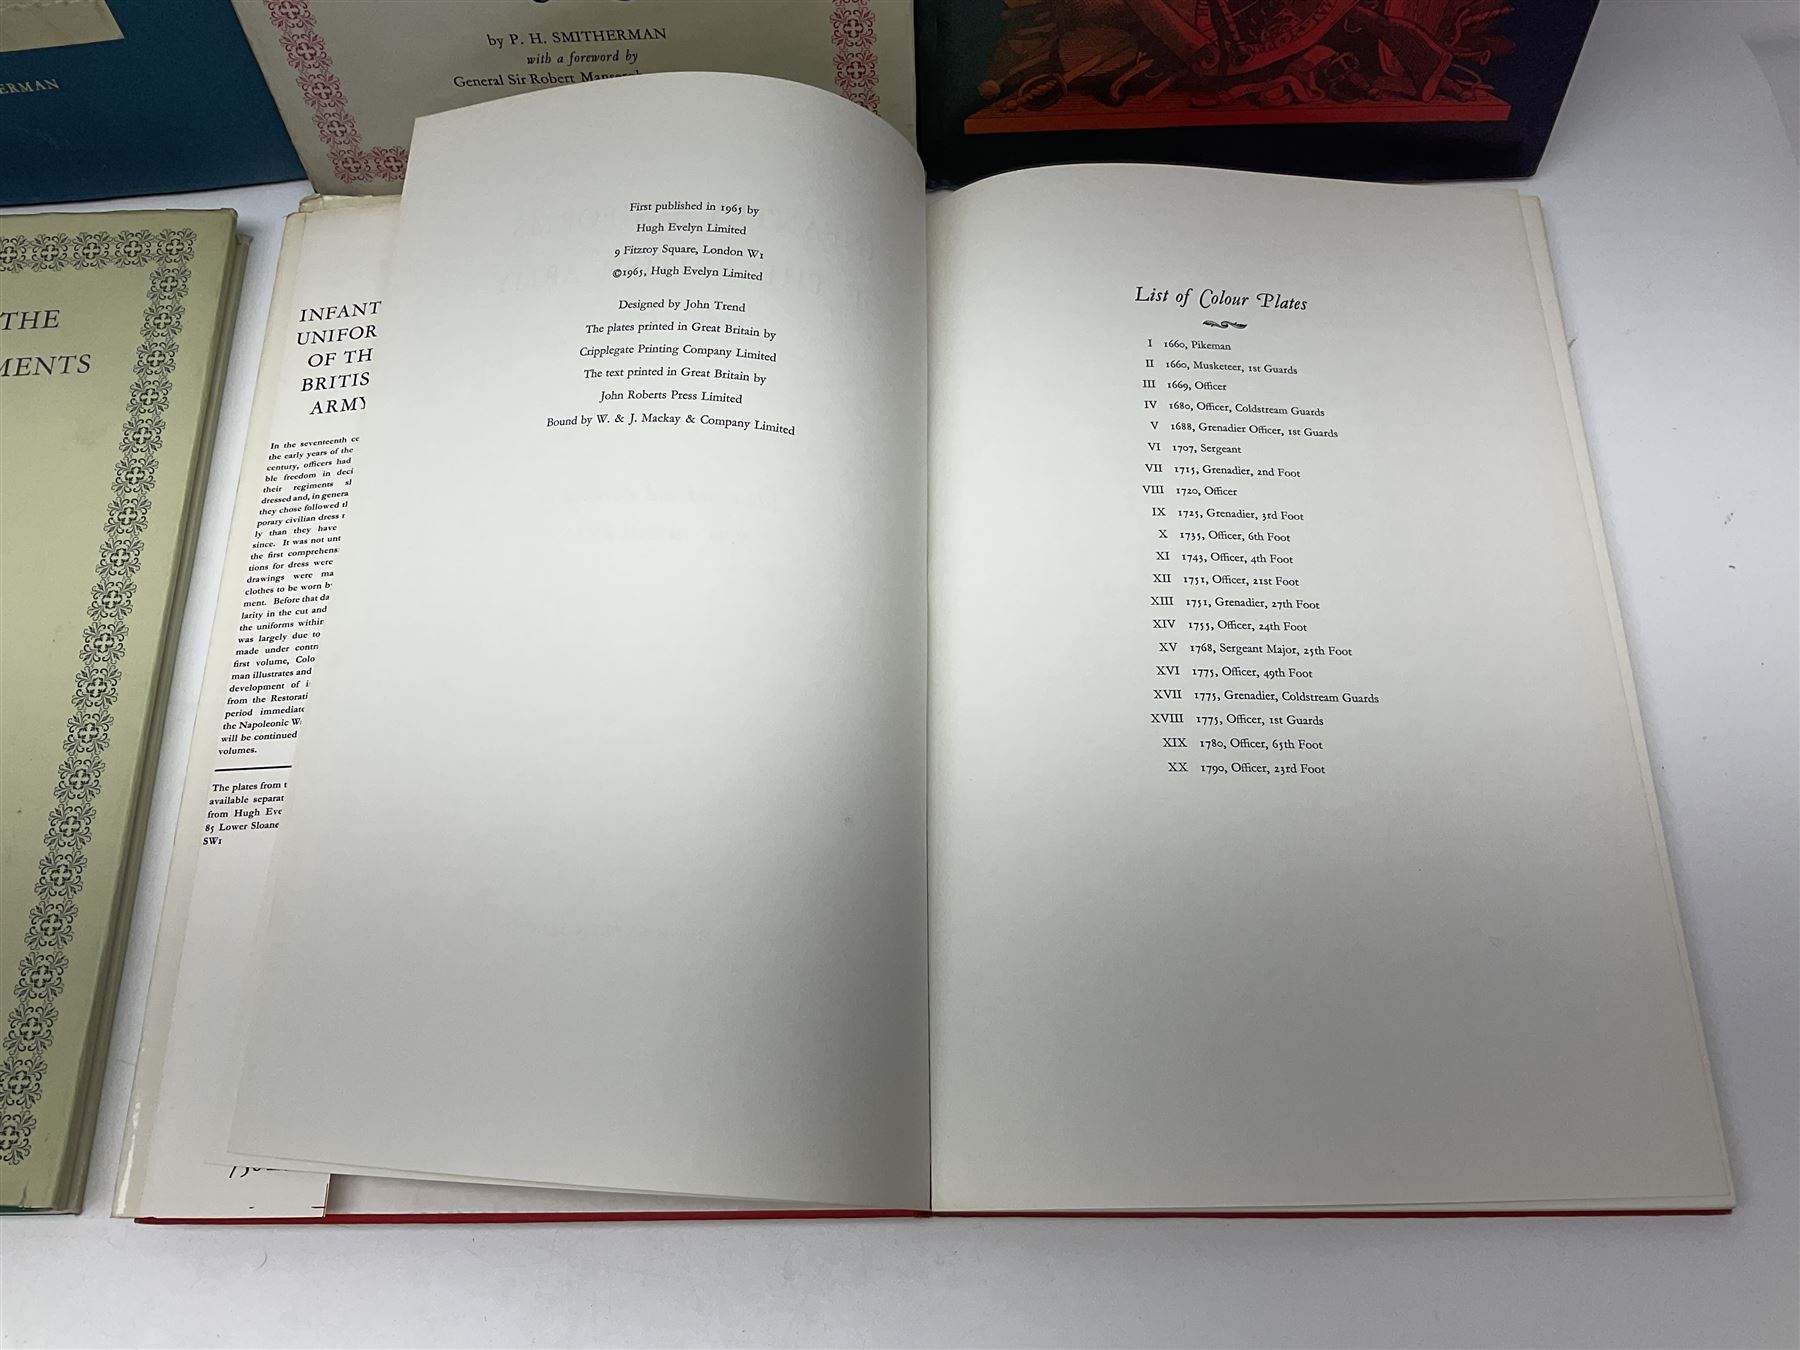 ERMAN
by P. H. SMITHERMAN
with a foreword by
General Sir Robert
THE
MENTS
INFANT
UNIFOR
OF TH
BRITIS
ARMY
In the seventeenth ce
the early years of the
century, officers had
ble freedom in deci
their regiments sl
dressed and, in genera
they chose followed tl
porary civilian dress r
ly than they have
since. It was not unt
the first comprehens
tions for dress were
drawings were ma
clothes to be worn b
ment. Before that da
larity in the cut and
the uniforms within
was largely due to
made under contr
first volume, Colo
man illustrates and
development of i
from the Restorati
period immediate
the Napoleonic W
will be continued
volumes.
The plates from t
available separat
from Hugh Eve
85 Lower Sloane
SW1
First published in 1965 by
Hugh Evelyn Limited
9 Fitzroy Square, London W1
©1965, Hugh Evelyn Limited
Designed by John Trend
The plates printed in Great Britain by
Cripplegate Printing Company Limited
The text printed in Great Britain by
John Roberts Press Limited
Bound by W. & J. Mackay & Company Limited
List of Colour Plates
I 1660, Pikeman
II 1660, Musketeer, 1st Guards
III 1669, Officer
IV 1680, Officer, Coldstream Guards
V 1688, Grenadier Officer, 1st Guards
VI 1707, Sergeant
VII 1715, Grenadier, 2nd Foot
VIII 1720, Officer
IX 1725, Grenadier, 3rd Foot
X 1735, Officer, 6th Foot
XI 1743, Officer, 4th Foot
XII 1751, Officer, 21st Foot
XIII 1751, Grenadier, 27th Foot
XIV 1755, Officer, 24th Foot
XV 1768, Sergeant Major, 25th Foot
XVI 1775, Officer, 49th Foot
XVII 1775, Grenadier, Coldstream Guards
XVIII 1775, Officer, 1st Guards
XIX 1780, Officer, 65th Foot
XX 1790, Officer, 23rd Foot